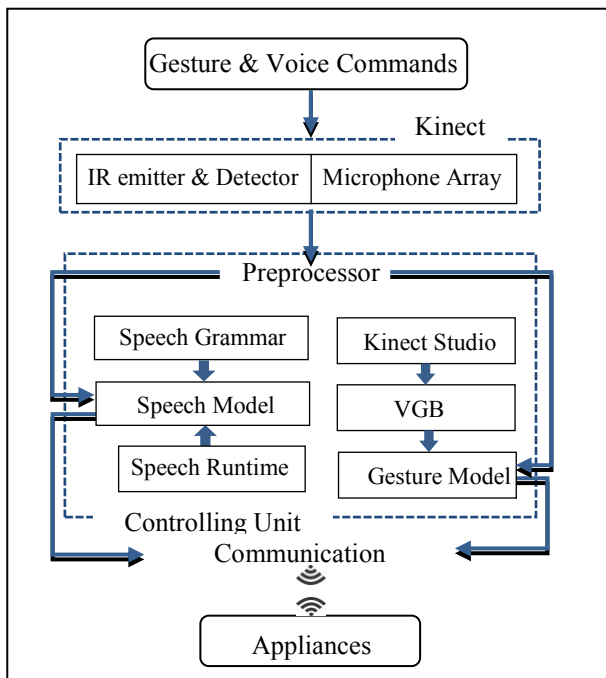 Gesture & Voice Commands
Kinect
IR emitter & Detector
Microphone Array
Preprocessor
Speech Grammar
Kinect Studio
Speech Model
VGB
Speech Runtime
Gesture Model
Controlling Unit
Communication
Appliances